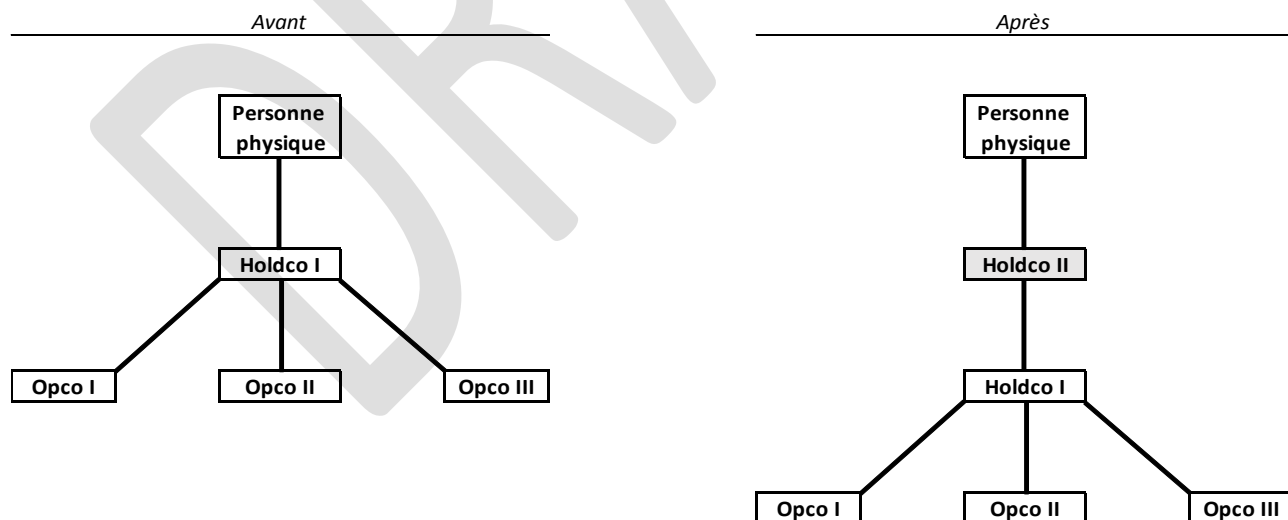 Avant
Après
Personne
physique
Personne
physique
Holdco I
Holdco II
Opco I
Opco II
Opco III
Holdco I
Opco I
Opco II
Opco III